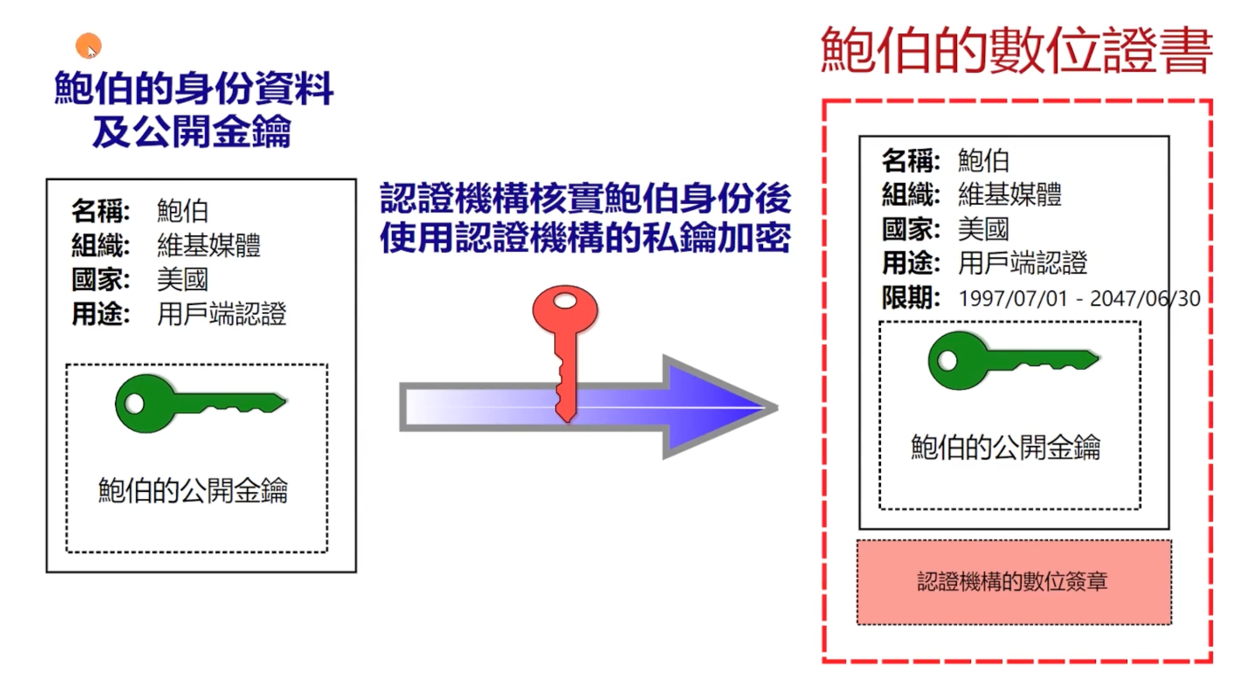 鮑伯的身份資料
及公開金鑰
名稱: 鮑伯
組織: 維基媒體
國家: 美國
用途: 用戶端認證
鮑伯的公開金鑰
認證機構核實鮑伯身份後
使用認證機構的私鑰加密
鮑伯的數位證書
名稱: 鮑伯
組織: 維基媒體
國家: 美國
用途: 用戶端認證
限期: 1997/07/01 - 2047/06/30
鮑伯的公開金鑰
認證機構的數位簽章